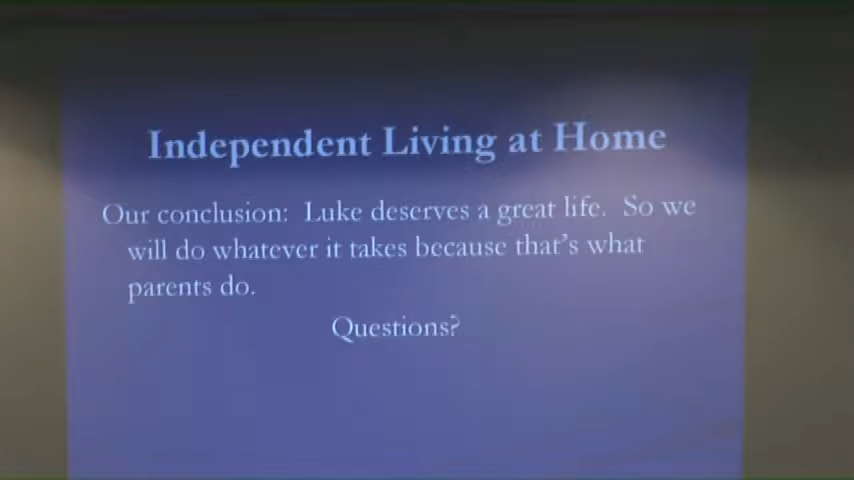 Independent Living at Home
Our conclusion: Luke deserves a great life. So we
will do whatever it takes because that's what
parents do.
Questions?